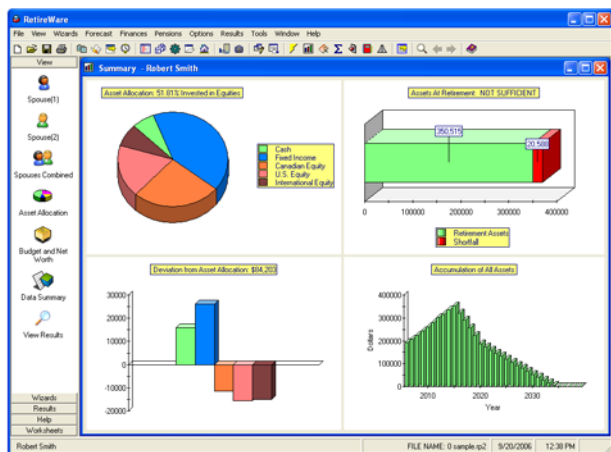 RetireWare
File View Wizards Forecast Finances Pensions Options Results Tools Window Help
View
Spouse(1)
Spouse(2)
Spouses Combined
Asset Allocation
Budget and Net
Worth
Data Summary
View Results
Wizards
Results
Help
Worksheets
Summary - Robert Smith
Asset Allocation: 51.81% Invested in Equities
Cash
Fixed Income
Canadian Equity
U.S. Equity
International Equity
Assets At Retirement NOT SUFFICIENT
350,515
20,588
0 100000 200000 300000 400000
Retirement Assets
Shortfall
Deviation from Asset Allocation: $84,203
30000
20000
10000
0
-10000
-20000
Accumulation of All Assets
Dollars
400000
300000
200000
100000
0
2010 2020 2030
Year
Robert Smith FILE NAME: 0 sample.rp2 9/20/2006 12:38 PM